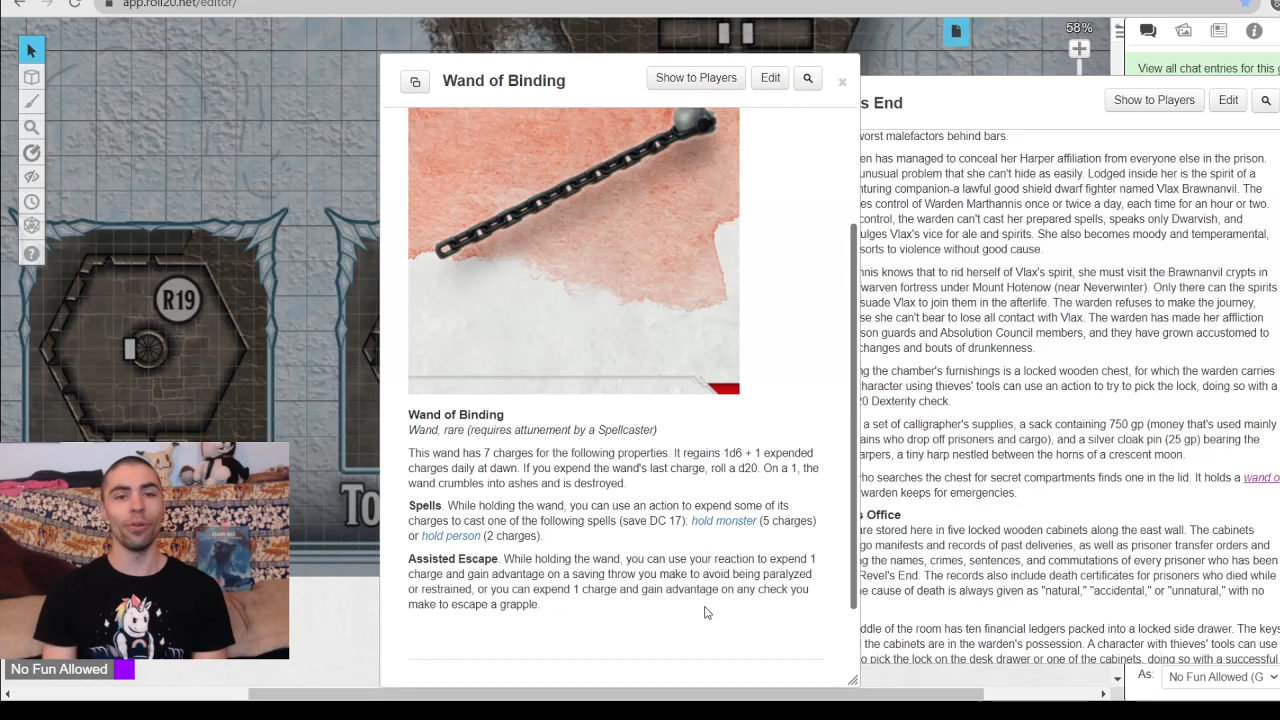 app.roll20.net/editor/
58%
View all chat entries for this g
R19
To
Wand of Binding
Show to Players
Edit
Wand of Binding
Wand, rare (requires attunement by a Spellcaster)
This wand has 7 charges for the following properties. It regains 1d6 + 1 expended
charges daily at dawn. If you expend the wand's last charge, roll a d20. On a 1, the
wand crumbles into ashes and is destroyed.
Spells. While holding the wand, you can use an action to expend some of its
charges to cast one of the following spells (save DC 17): hold monster (5 charges)
or hold person (2 charges).
Assisted Escape. While holding the wand, you can use your reaction to expend 1
charge and gain advantage on a saving throw you make to avoid being paralyzed
or restrained, or you can expend 1 charge and gain advantage on any check you
make to escape a grapple.
s End
Show to Players
Edit
worst malefactors behind bars.
en has managed to conceal her Harper affiliation from everyone else in the prison.
unusual problem that she can't hide as easily. Lodged inside her is the spirit of a
nturing companion-a lawful good shield dwarf fighter named Vlax Brawnanvil. The
es control of Warden Marthannis once or twice a day, each time for an hour or two.
control, the warden can't cast her prepared spells, speaks only Dwarvish, and
ulges Vlax's vice for ale and spirits. She also becomes moody and temperamental,
sorts to violence without good cause.
nnis knows that to rid herself of Vlax's spirit, she must visit the Brawnanvil crypts in
warven fortress under Mount Hotenow (near Neverwinter). Only there can the spirits
suade Vlax to join them in the afterlife. The warden refuses to make the journey,
se she can't bear to lose all contact with Vlax. The warden has made her affliction
son guards and Absolution Council members, and they have grown accustomed to
changes and bouts of drunkenness.
ng the chamber's furnishings is a locked wooden chest, for which the warden carries
character using thieves' tools can use an action to try to pick the lock, doing so with a
20 Dexterity check.
a set of calligrapher's supplies, a sack containing 750 gp (money that's used mainly
ains who drop off prisoners and cargo), and a silver cloak pin (25 gp) bearing the
arpers, a tiny harp nestled between the horns of a crescent moon.
ho searches the chest for secret compartments finds one in the lid. It holds a wand o
warden keeps for emergencies.
s Office
are stored here in five locked wooden cabinets along the east wall. The cabinets
go manifests and records of past deliveries, as well as prisoner transfer orders and
ng the names, crimes, sentences, and commutations of every prisoner who has been
Revel's End. The records also include death certificates for prisoners who died while
e cause of death is always given as "natural," "accidental," or "unnatural," with no
ddle of the room has ten financial ledgers packed into a locked side drawer. The keys
the cabinets are in the warden's possession. A character with thieves' tools can use
o pick the lock on the desk drawer or one of the cabinets, doing so with a successful
As:
No Fun Allowed (G
No Fun Allowed